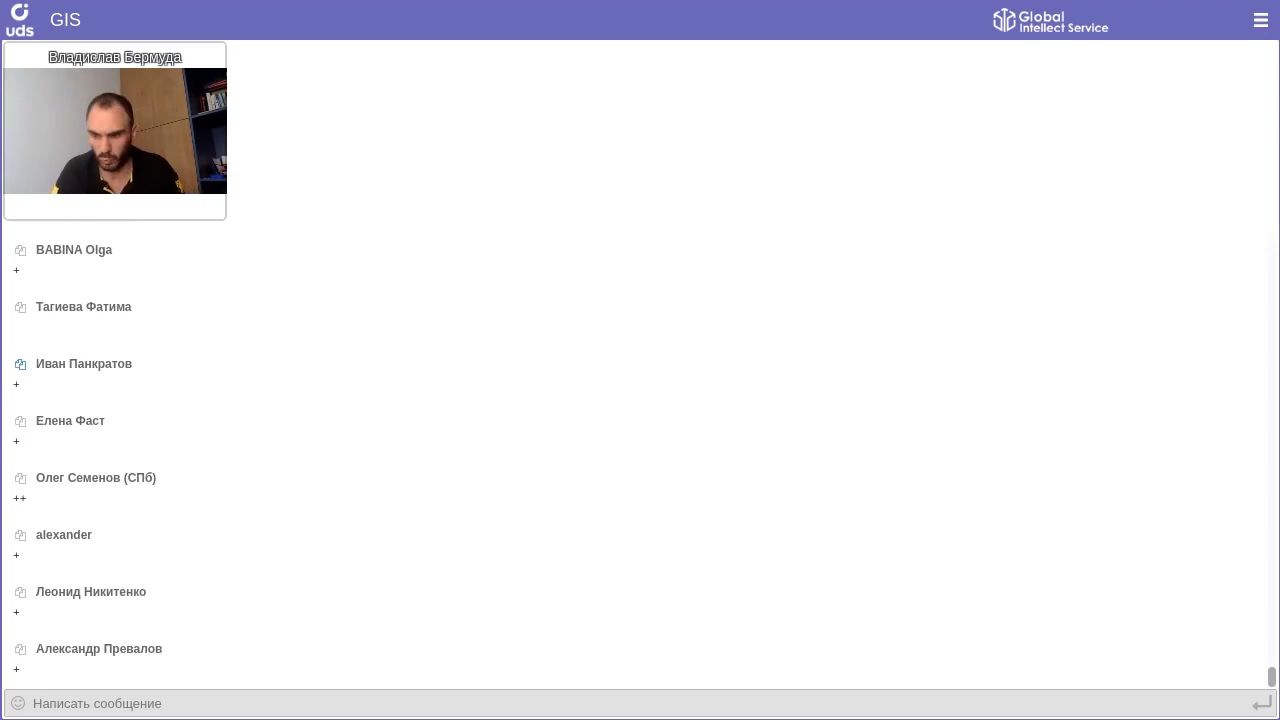 uds
GIS
Global
Intellect Service
Владислав Бермуда
BABINA Olga
+
Тагиева Фатима
Иван Панкратов
+
Елена Фаст
+
Олег Семенов (СПб)
++
alexander
+
Леонид Никитенко
+
Александр Превалов
+
Написать сообщение